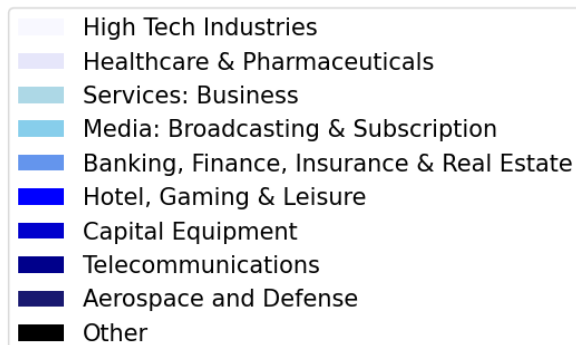 High Tech Industries
Healthcare & Pharmaceuticals
Services: Business
Media: Broadcasting & Subscription
Banking, Finance, Insurance & Real Estate
Hotel, Gaming & Leisure
Capital Equipment
Telecommunications
Aerospace and Defense
Other